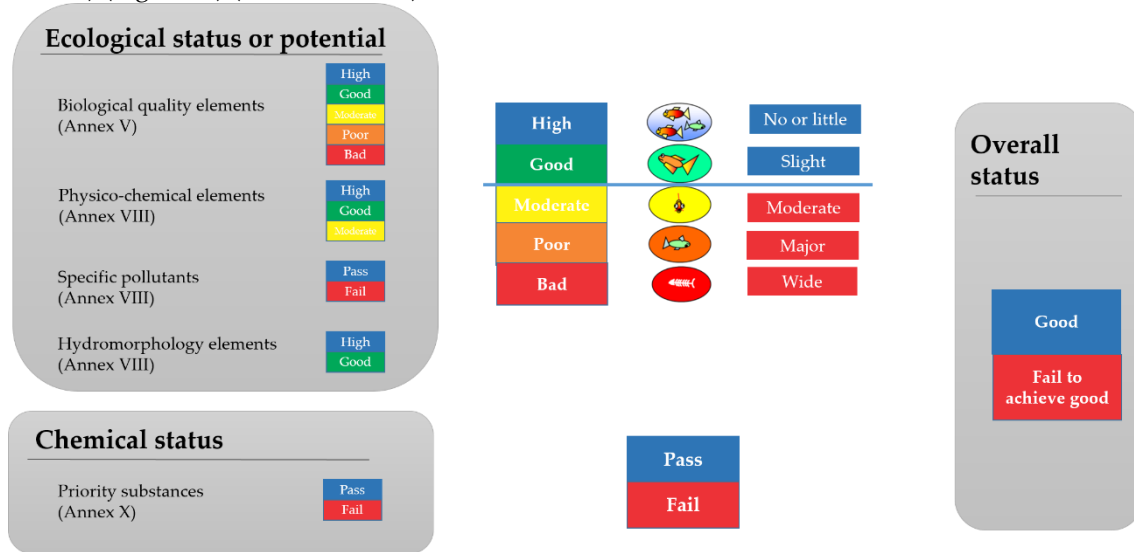 Ecological status or potential
Biological quality elements
(Annex V)
High
Good
Moderate
Poor
Bad
Physico-chemical elements
(Annex VIII)
High
Good
Moderate
Specific pollutants
(Annex VIII)
Pass
Fail
Hydromorphology elements
(Annex VIII)
High
Good
Chemical status
Priority substances
(Annex X)
Pass
Fail
High
No or little
Good
Slight
Moderate
Moderate
Poor
Major
Bad
Wide
Pass
Fail
Overall
status
Good
Fail to
achieve good